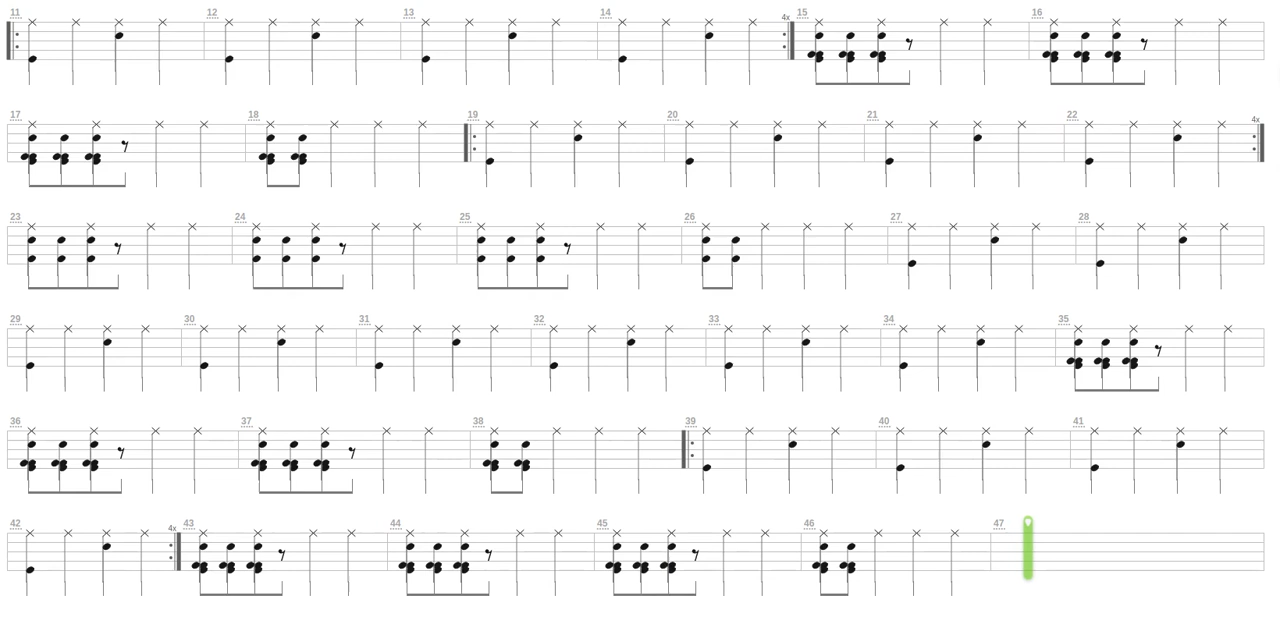 11 12 13 14 4x 15 16
17 18 19 20 21 22 4x
23 24 25 26 27 28
29 30 31 32 33 34 35
36 37 38 39 40 41
42 4x 43 44 45 46 47